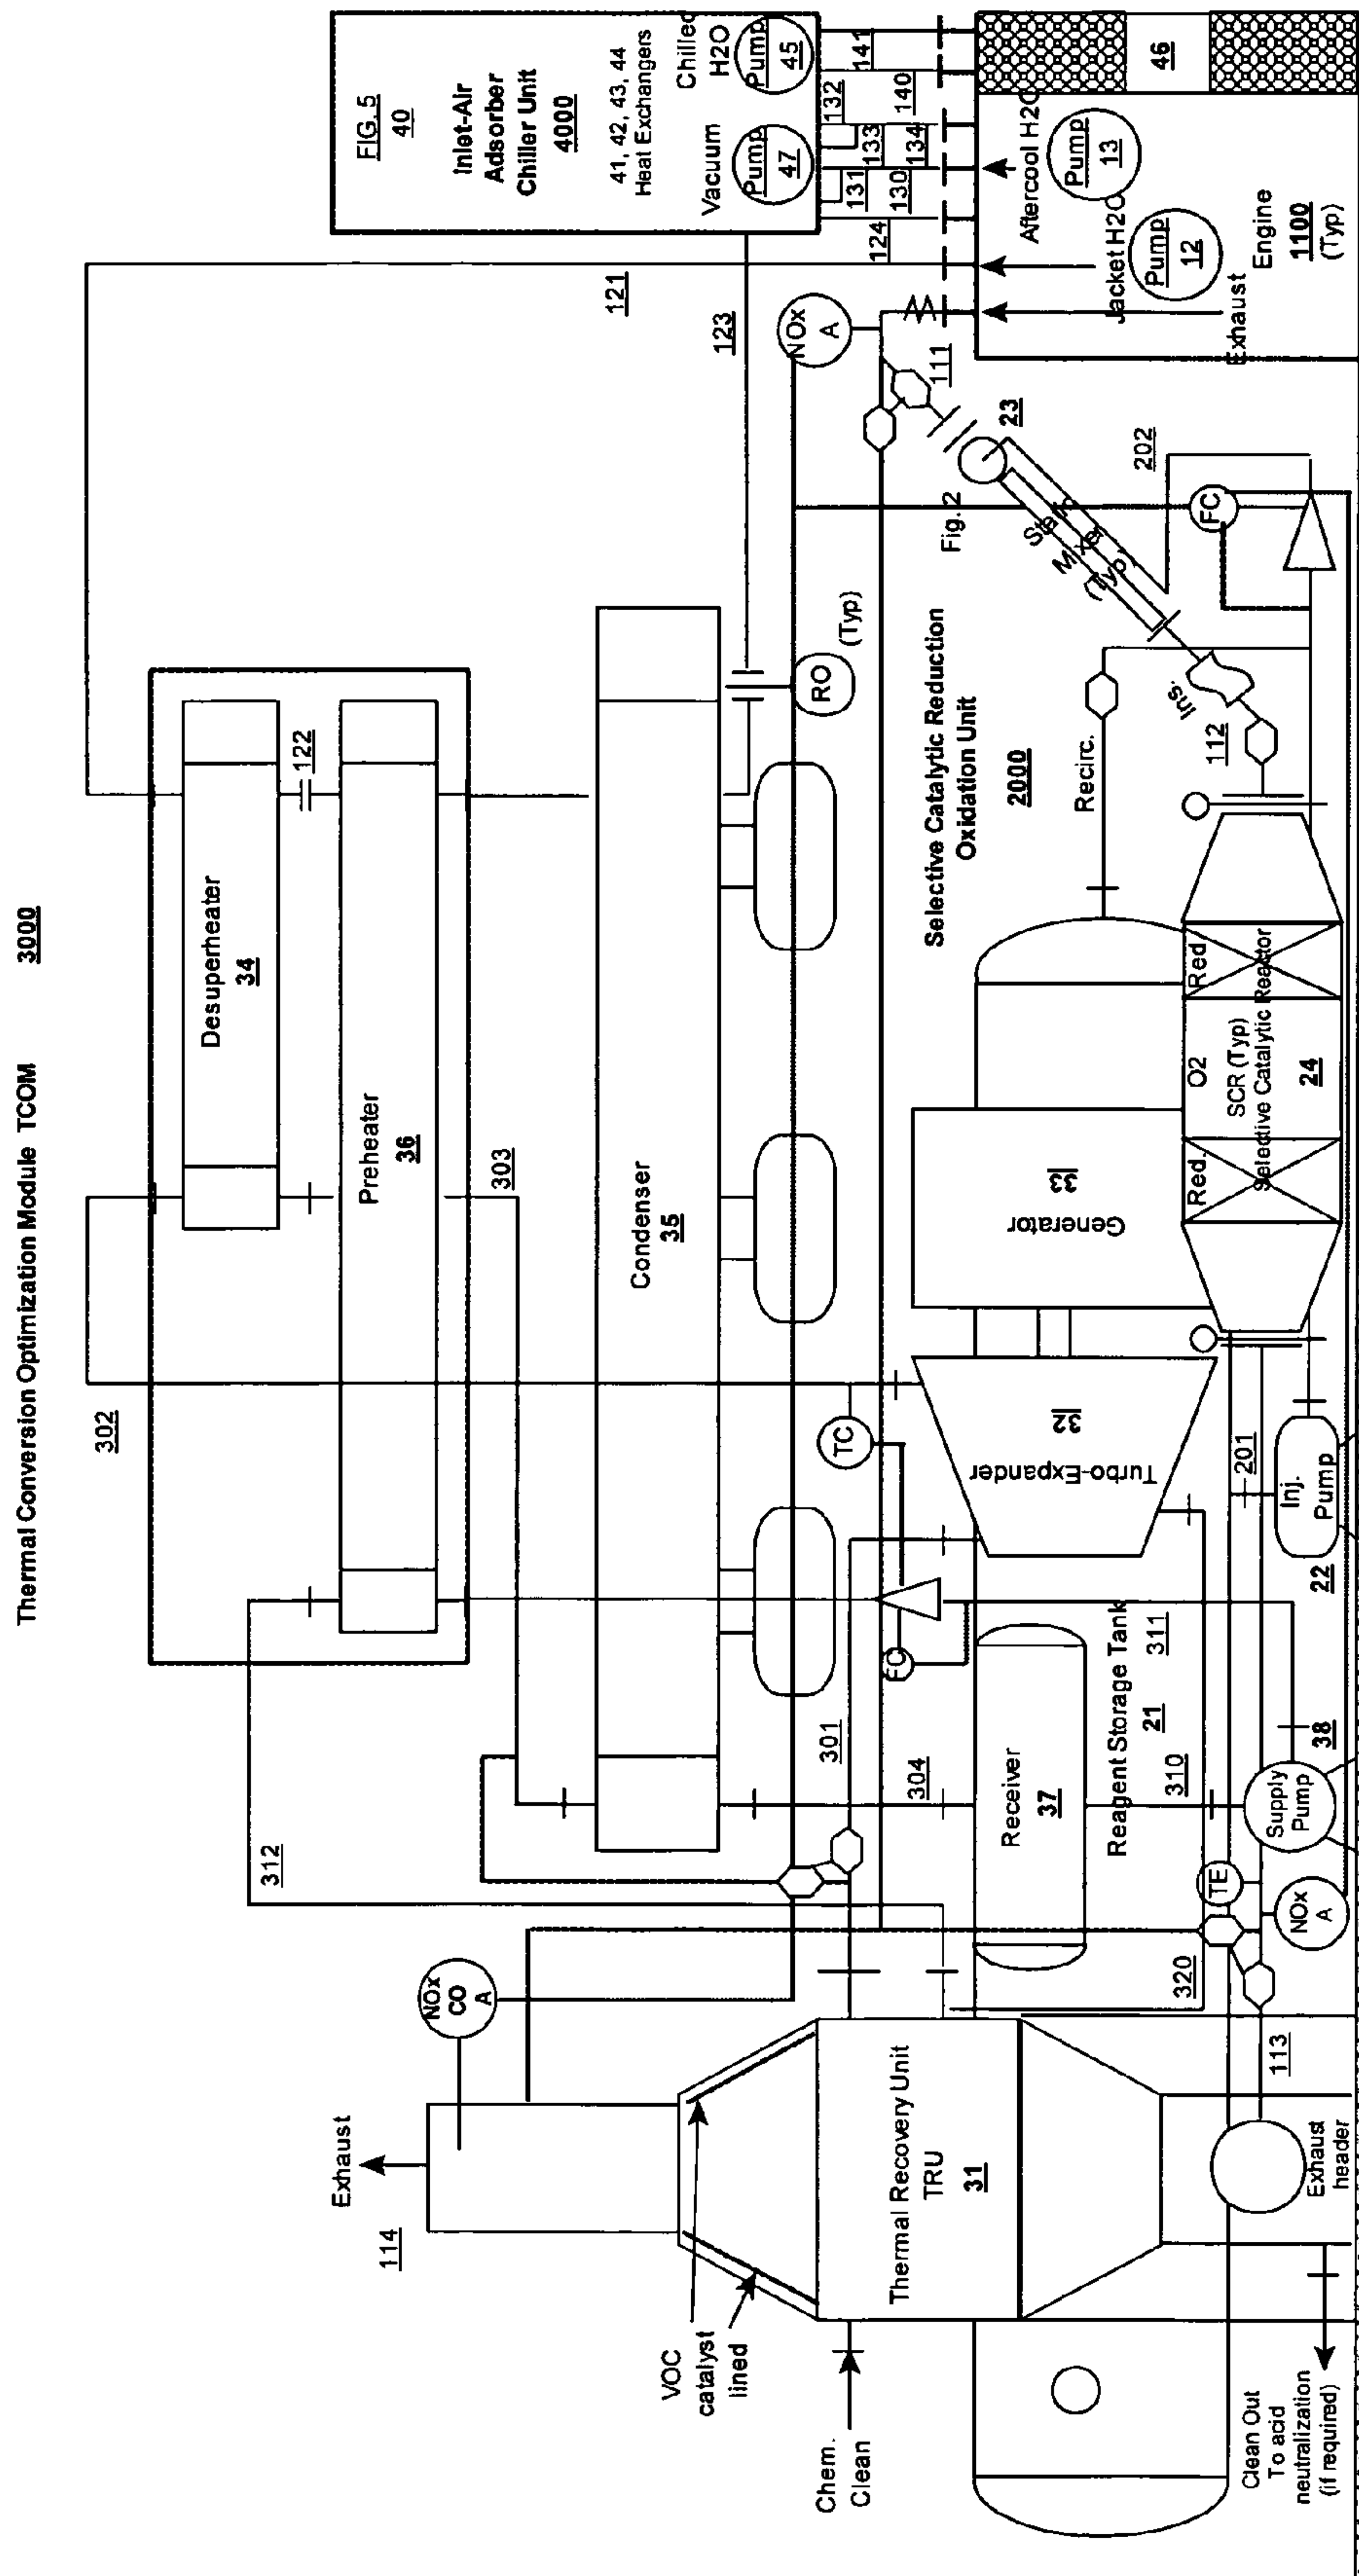 Thermal Conversion Optimization Module TCOM 3000
302
Desuperheater
34
122
Preheater
36
303
312
Condenser
35
121
123
FIG. 5
40
Inlet-Air
Adsorber
Chiller Unit
4000
41, 42, 43, 44
Heat Exchangers
Vacuum
Pump
47
Chilled
H2O
Pump
45
132
141
140
133
134
131
130
124
46
Aftercool H2O
Pump
13
Jacket H2O
Pump
12
Exhaust
Engine
1100
(Typ)
NOx
A
111
23
Fig. 2
Static
Mixer
(Typ)
202
FC
RO
(Typ)
Selective Catalytic Reduction
Oxidation Unit
2000
Recirc.
Ins.
112
Red
O2
Red.
SCR (Typ)
Selective Catalytic Reactor
24
Generator
33
Turbo-Expander
32
TC
FC
301
304
Receiver
37
Reagent Storage Tank
21
311
310
201
Inj.
Pump
22
Supply
Pump
38
TE
NOx
A
320
113
NOx
CO
A
Exhaust
114
VOC
catalyst
lined
Thermal Recovery Unit
TRU
31
Chem.
Clean
Exhaust
header
Clean Out
To acid
neutralization
(if required)